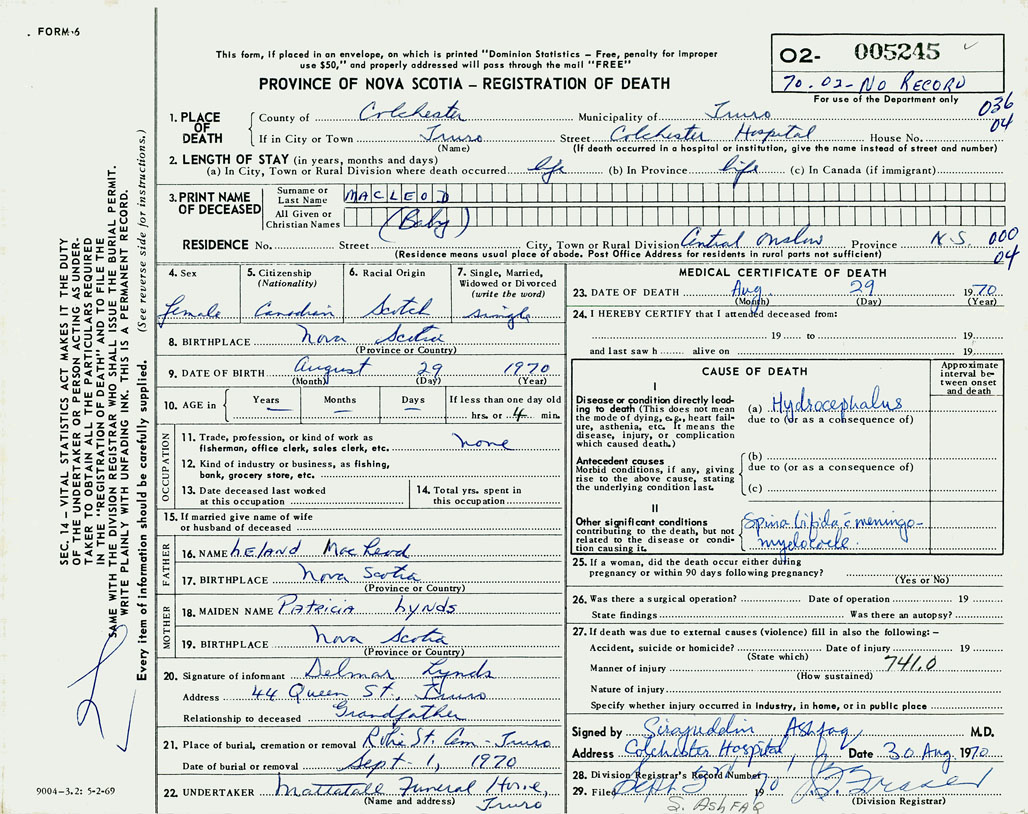 FORM-6
This form, if placed in an envelope, on which is printed "Dominion Statistics – Free, penalty for improper
use $50," and properly addressed will pass through the mail "FREE"
PROVINCE OF NOVA SCOTIA – REGISTRATION OF DEATH
O2- 005245
70.02-No Record
For use of the Department only
036
04
1. PLACE OF DEATH
County of Colchester Municipality of Truro
If in City or Town Truro Street Colchester Hospital House No.
(Name) (If death occurred in a hospital or institution, give the name instead of street and number)
2. LENGTH OF STAY (in years, months and days)
(a) In City, Town or Rural Division where death occurred life (b) In Province life (c) In Canada (if immigrant)
3. PRINT NAME OF DECEASED
Surname or Last Name MACLEOD
All Given or Christian Names (Baby)
RESIDENCE No. Street City, Town or Rural Division Central Onslow Province N.S. 000
04
(Residence means usual place of abode. Post Office Address for residents in rural parts not sufficient)
4. Sex
female
5. Citizenship
(Nationality)
Canadian
6. Racial Origin
Scotch
7. Single, Married,
Widowed or Divorced
(write the word)
single
8. BIRTHPLACE Nova Scotia
(Province or Country)
9. DATE OF BIRTH August 29 1970
(Month) (Day) (Year)
10. AGE in
Years –
Months –
Days –
If less than one day old
hrs. or 4 min.
OCCUPATION
11. Trade, profession, or kind of work as
fisherman, office clerk, sales clerk, etc. none
12. Kind of industry or business, as fishing,
bank, grocery store, etc.
13. Date deceased last worked
at this occupation
14. Total yrs. spent in
this occupation
15. If married give name of wife
or husband of deceased
FATHER
16. NAME Leland MacLeod
17. BIRTHPLACE Nova Scotia
(Province or Country)
MOTHER
18. MAIDEN NAME Patricia Lynds
19. BIRTHPLACE Nova Scotia
(Province or Country)
20. Signature of informant Delmar Lynds
Address 44 Queen St., Truro
Relationship to deceased Grandfather
21. Place of burial, cremation or removal Robie St. Cem - Truro
Date of burial or removal Sept 1, 1970
22. UNDERTAKER Mattatall Funeral Home,
(Name and address) Truro
MEDICAL CERTIFICATE OF DEATH
23. DATE OF DEATH Aug. 29 1970
(Month) (Day) (Year)
24. I HEREBY CERTIFY that I attended deceased from:
19 to 19
and last saw h alive on 19
CAUSE OF DEATH
Approximate
interval be-
tween onset
and death
I
Disease or condition directly lead-
ing to death (This does not mean
the mode of dying, e.g., heart fail-
ure, asthenia, etc. It means the
disease, injury, or complication
which caused death.)
(a) Hydrocephalus
due to (or as a consequence of)
Antecedent causes
Morbid conditions, if any, giving
rise to the above cause, stating
the underlying condition last.
(b)
due to (or as a consequence of)
(c)
II
Other significant conditions
contributing to the death, but not
related to the disease or condi-
tion causing it.
Spina bifida c̄ meningo-
myelocoele.
25. If a woman, did the death occur either during
pregnancy or within 90 days following pregnancy?
(Yes or No)
26. Was there a surgical operation? Date of operation 19
State findings Was there an autopsy?
27. If death was due to external causes (violence) fill in also the following: –
Accident, suicide or homicide? Date of injury 19
(State which) 741.0
Manner of injury
(How sustained)
Nature of injury
Specify whether injury occurred in industry, in home, or in public place
Signed by Sirajuddin Ashfaq M.D.
Address Colchester Hospital, Date 30 Aug 1970
28. Division Registrar's Record Number
29. Filed Sept 5 1970
(Division Registrar)
S. ASHFAQ
SEC. 14 – VITAL STATISTICS ACT MAKES IT THE DUTY
OF THE UNDERTAKER OR PERSON ACTING AS UNDER-
TAKER TO OBTAIN ALL THE PARTICULARS REQUIRED
IN THE "REGISTRATION OF DEATH" AND TO FILE THE
SAME WITH THE DIVISION REGISTRAR WHO SHALL ISSUE THE BURIAL PERMIT.
WRITE PLAINLY WITH UNFADING INK. THIS IS A PERMANENT RECORD.
Every item of information should be carefully supplied. (See reverse side for instructions.)
9004-3.2: 5-2-69